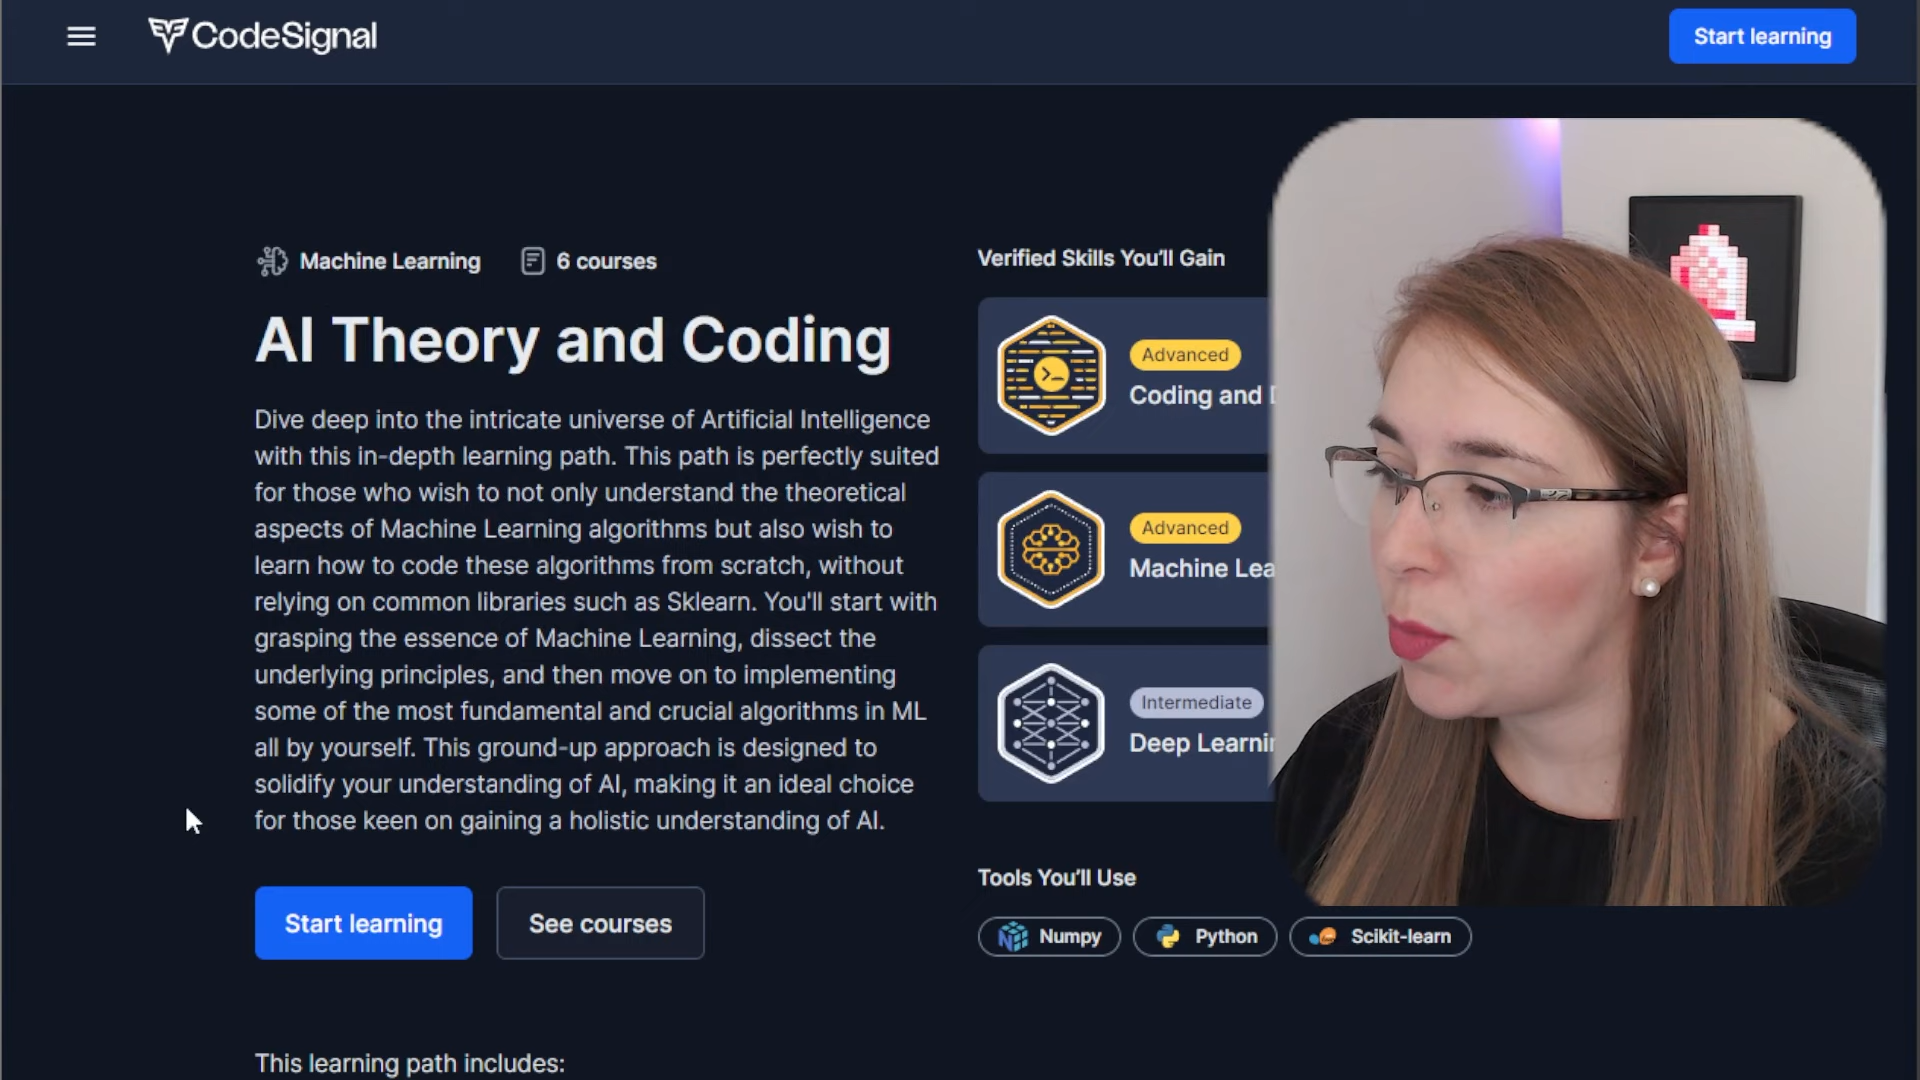 CodeSignal
Start learning
Machine Learning
6 courses
AI Theory and Coding
Dive deep into the intricate universe of Artificial Intelligence
with this in-depth learning path. This path is perfectly suited
for those who wish to not only understand the theoretical
aspects of Machine Learning algorithms but also wish to
learn how to code these algorithms from scratch, without
relying on common libraries such as Sklearn. You'll start with
grasping the essence of Machine Learning, dissect the
underlying principles, and then move on to implementing
some of the most fundamental and crucial algorithms in ML
all by yourself. This ground-up approach is designed to
solidify your understanding of AI, making it an ideal choice
for those keen on gaining a holistic understanding of AI.
Start learning
See courses
Verified Skills You'll Gain
Advanced
Coding and
Advanced
Machine Lea
Intermediate
Deep Learnin
Tools You'll Use
Numpy
Python
Scikit-learn
This learning path includes: